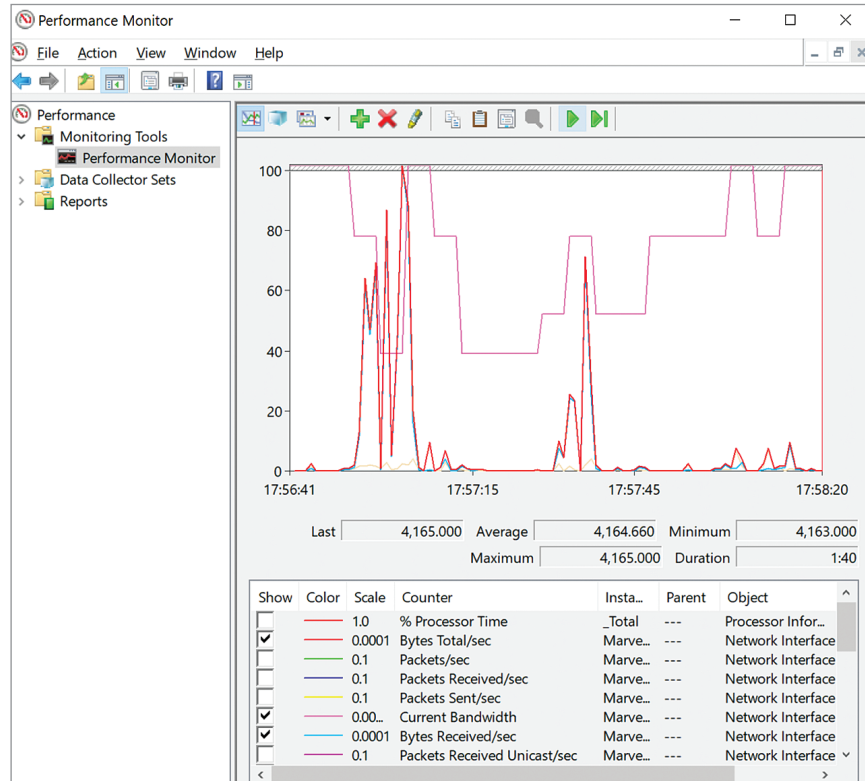 Performance Monitor
File Action View Window Help
Performance
Monitoring Tools
Performance Monitor
Data Collector Sets
Reports
100
80
60
40
20
0
17:56:41 17:57:15 17:57:45 17:58:20
Last 4,165.000 Average 4,164.660 Minimum 4,163.000
Maximum 4,165.000 Duration 1:40
Show Color Scale Counter Insta... Parent Object
1.0 % Processor Time _Total --- Processor Infor...
0.0001 Bytes Total/sec Marve... --- Network Interface
0.1 Packets/sec Marve... --- Network Interface
0.1 Packets Received/sec Marve... --- Network Interface
0.1 Packets Sent/sec Marve... --- Network Interface
0.00... Current Bandwidth Marve... --- Network Interface
0.0001 Bytes Received/sec Marve... --- Network Interface
0.1 Packets Received Unicast/sec Marve... --- Network Interface